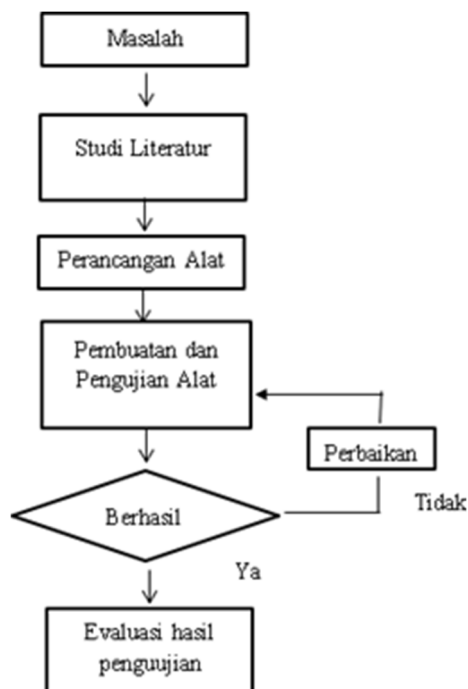 Masalah
Studi Literatur
Perancangan Alat
Pembuatan dan
Pengujian Alat
Perbaikan
Berhasil
Tidak
Ya
Evaluasi hasil
penguujian